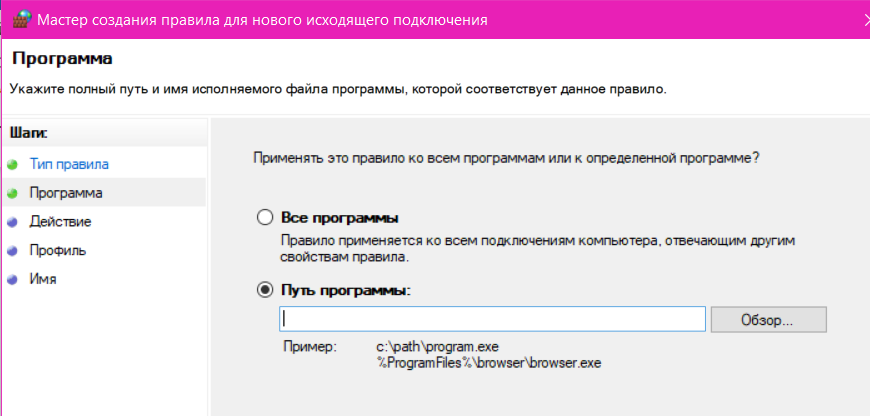 Мастер создания правила для нового исходящего подключения
Программа
Укажите полный путь и имя исполняемого файла программы, которой соответствует данное правило.
Шаги:
Тип правила
Программа
Действие
Профиль
Имя
Применять это правило ко всем программам или к определенной программе?
Все программы
Правило применяется ко всем подключениям компьютера, отвечающим другим
свойствам правила.
Путь программы:
Обзор...
Пример:
c:\path\program.exe
%ProgramFiles%\browser\browser.exe